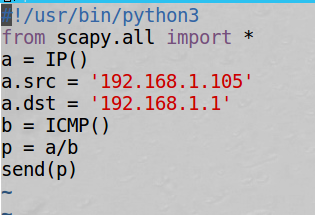 #!/usr/bin/python3
from scapy.all import *
a = IP()
a.src = '192.168.1.105'
a.dst = '192.168.1.1'
b = ICMP()
p = a/b
send(p)
~
~